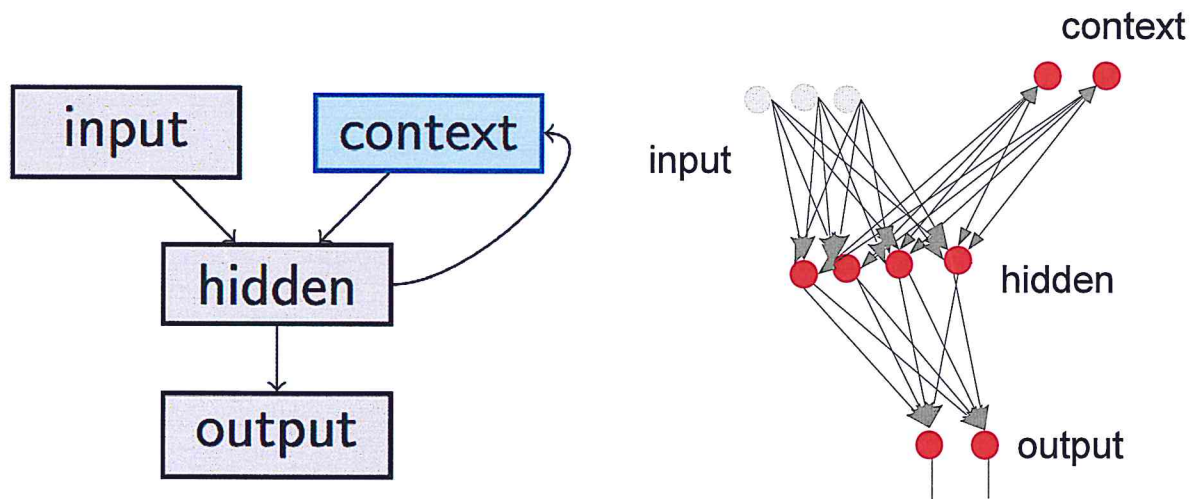 input
context
hidden
output
context
input
hidden
output